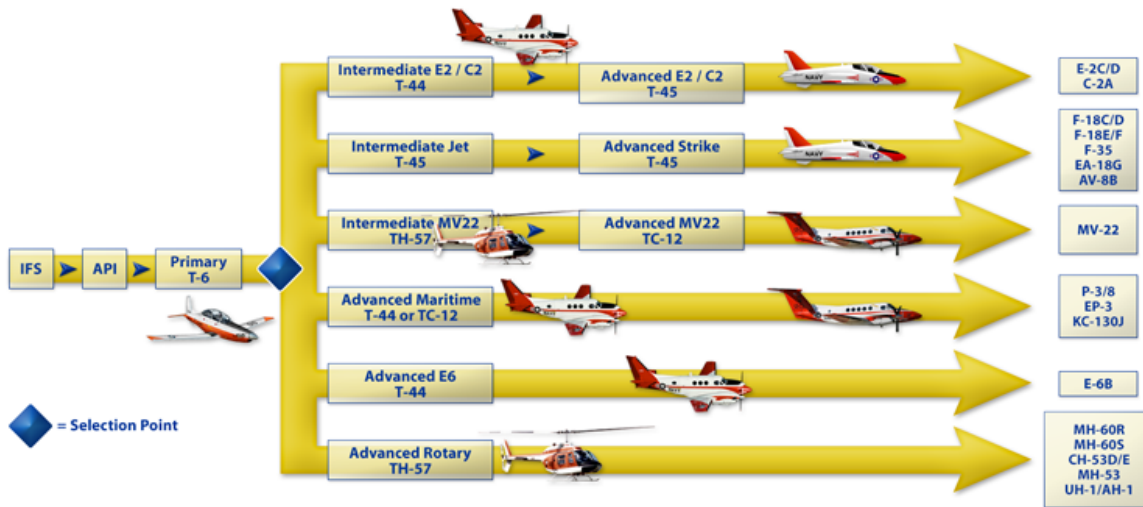 Intermediate E2 / C2
T-44
Advanced E2 / C2
T-45
NAVY
E-2C/D
C-2A
Intermediate Jet
T-45
Advanced Strike
T-45
NAVY
F-18C/D
F-18E/F
F-35
EA-18G
AV-8B
Intermediate MV22
TH-57
Advanced MV22
TC-12
MV-22
IFS
API
Primary
T-6
Advanced Maritime
T-44 or TC-12
P-3/8
EP-3
KC-130J
Advanced E6
T-44
E-6B
= Selection Point
Advanced Rotary
TH-57
MH-60R
MH-60S
CH-53D/E
MH-53
UH-1/AH-1